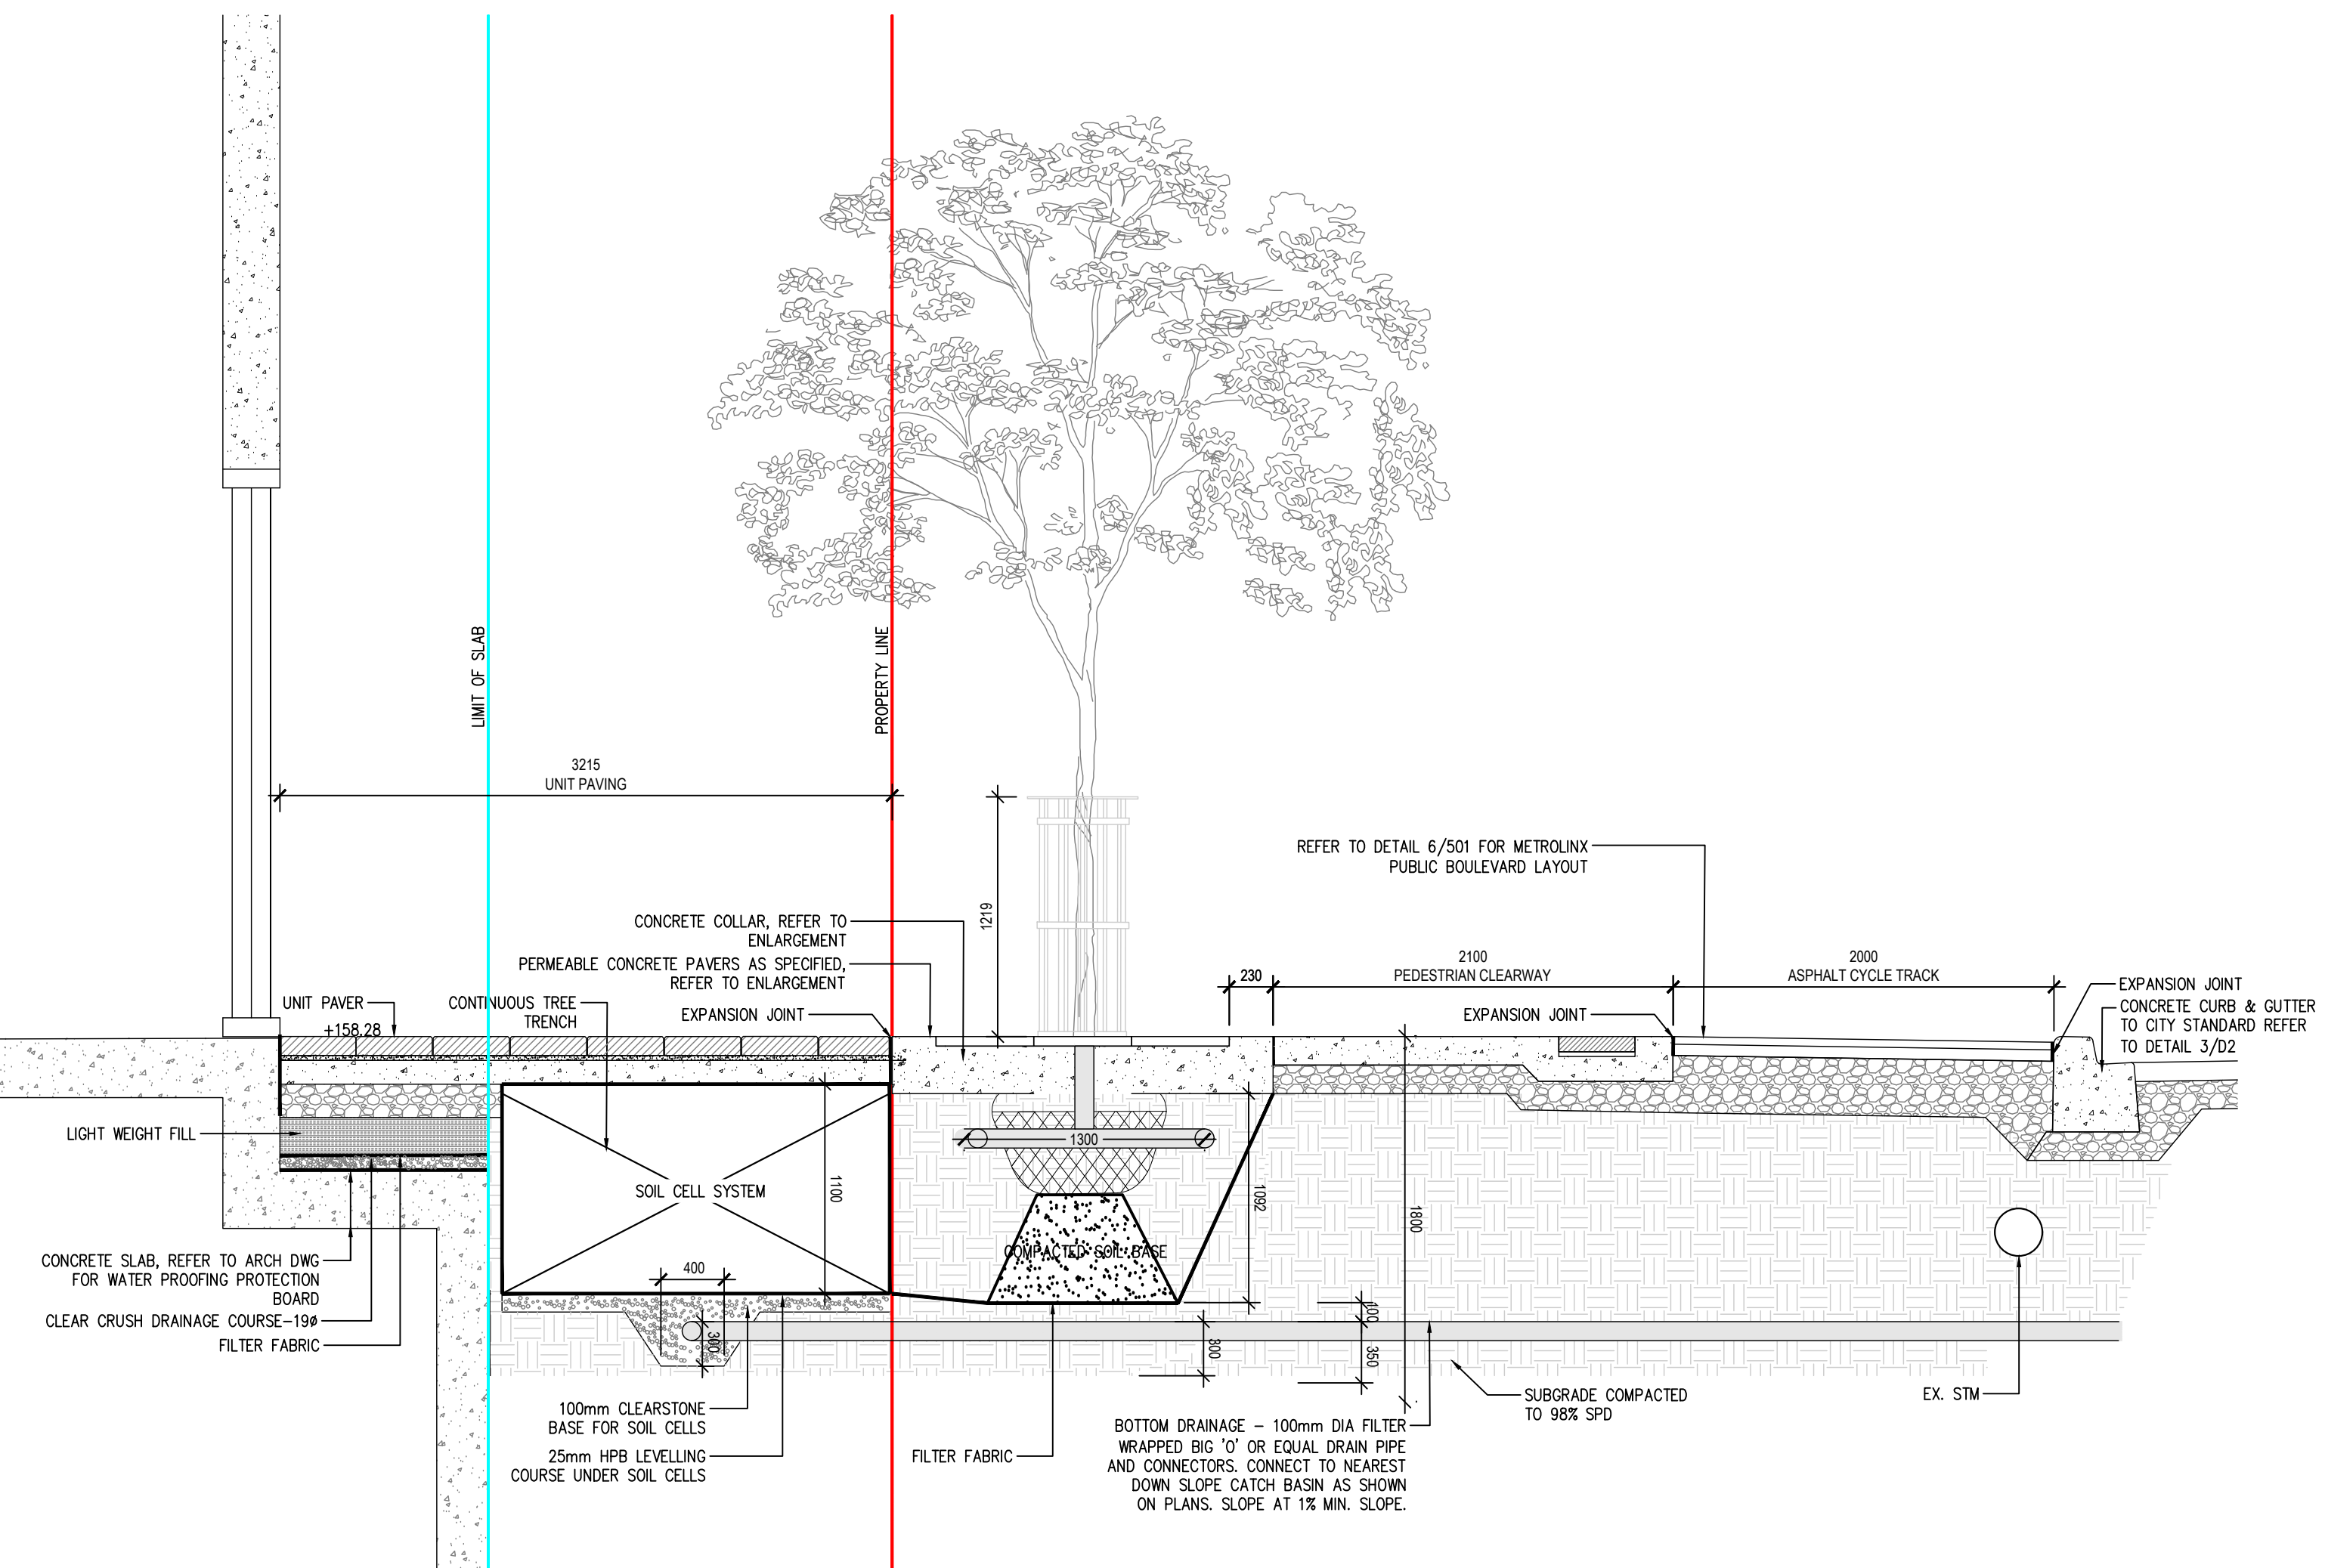 LIMIT OF SLAB
PROPERTY LINE
3215
UNIT PAVING
REFER TO DETAIL 6/501 FOR METROLINX
PUBLIC BOULEVARD LAYOUT
1219
CONCRETE COLLAR, REFER TO
ENLARGEMENT
PERMEABLE CONCRETE PAVERS AS SPECIFIED,
REFER TO ENLARGEMENT
230
2100
PEDESTRIAN CLEARWAY
2000
ASPHALT CYCLE TRACK
EXPANSION JOINT
CONCRETE CURB & GUTTER
TO CITY STANDARD REFER
TO DETAIL 3/D2
UNIT PAVER
CONTINUOUS TREE
TRENCH
EXPANSION JOINT
EXPANSION JOINT
+158.28
LIGHT WEIGHT FILL
1300
SOIL CELL SYSTEM
1100
1092
1800
COMPACTED SOIL BASE
400
300
300
100
350
CONCRETE SLAB, REFER TO ARCH DWG
FOR WATER PROOFING PROTECTION
BOARD
CLEAR CRUSH DRAINAGE COURSE-19ø
FILTER FABRIC
100mm CLEARSTONE
BASE FOR SOIL CELLS
25mm HPB LEVELLING
COURSE UNDER SOIL CELLS
FILTER FABRIC
BOTTOM DRAINAGE - 100mm DIA FILTER
WRAPPED BIG 'O' OR EQUAL DRAIN PIPE
AND CONNECTORS. CONNECT TO NEAREST
DOWN SLOPE CATCH BASIN AS SHOWN
ON PLANS. SLOPE AT 1% MIN. SLOPE.
SUBGRADE COMPACTED
TO 98% SPD
EX. STM